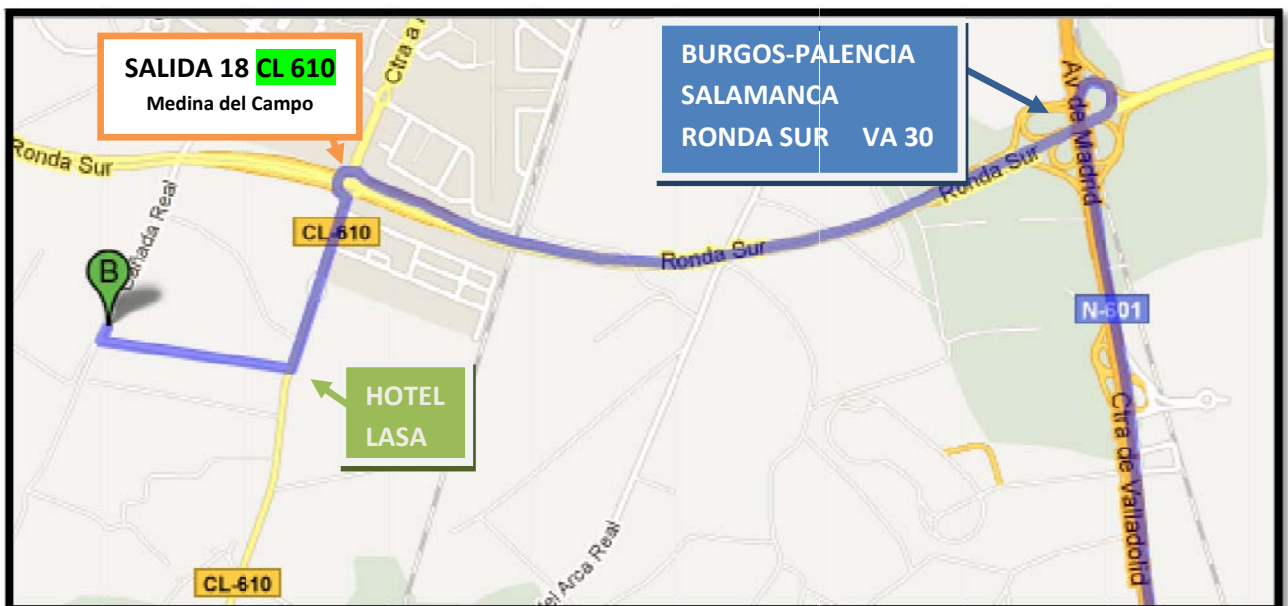 SALIDA 18 CL 610
Medina del Campo
BURGOS-PALENCIA
SALAMANCA
RONDA SUR VA 30
Ctra a
Av de Madrid
Ronda Sur
Ronda Sur
Ronda Sur
CL-610
Cañada Real
B
N-601
HOTEL
LASA
Ctra de Valladolid
del Arca Real
CL-610